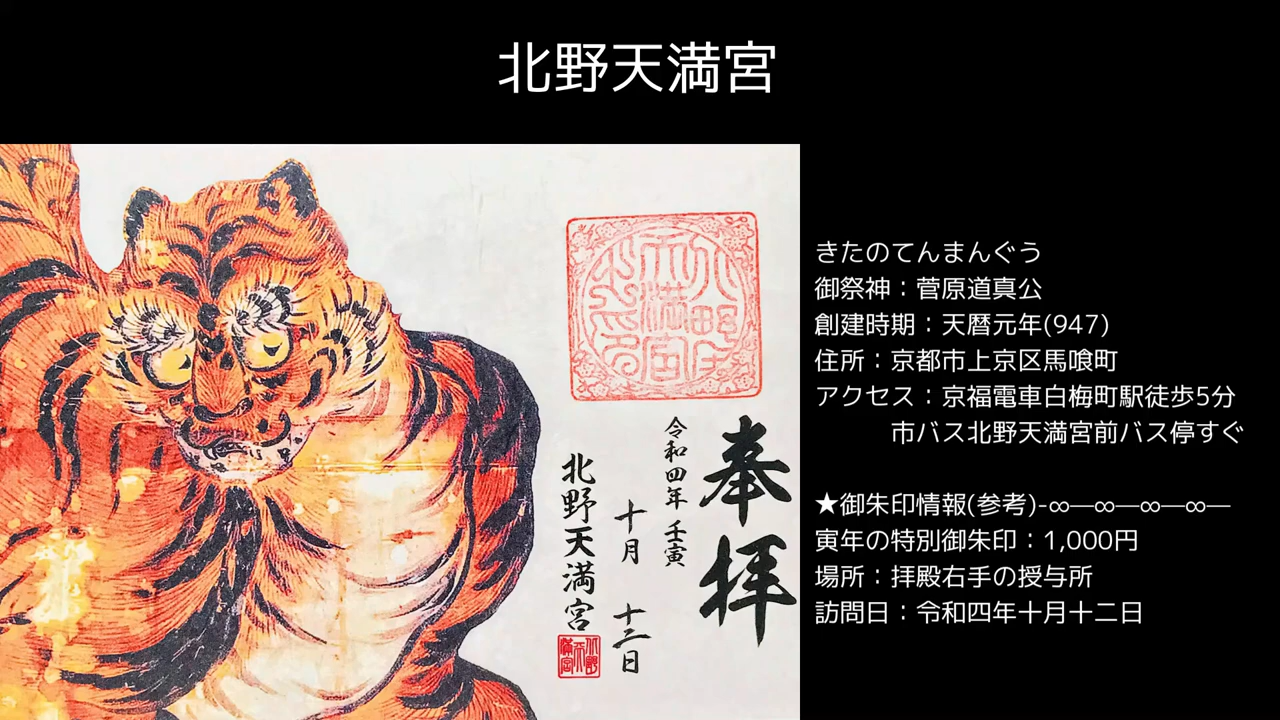 北野天満宮
奉拝
令和四年 壬寅
十月 十二日
北野天満宮
北野天満宮
きたのてんまんぐう
御祭神：菅原道真公
創建時期：天暦元年(947)
住所：京都市上京区馬喰町
アクセス：京福電車白梅町駅徒歩5分
市バス北野天満宮前バス停すぐ
★御朱印情報(参考)-∞—∞—∞—∞—
寅年の特別御朱印：1,000円
場所：拝殿右手の授与所
訪問日：令和四年十月十二日